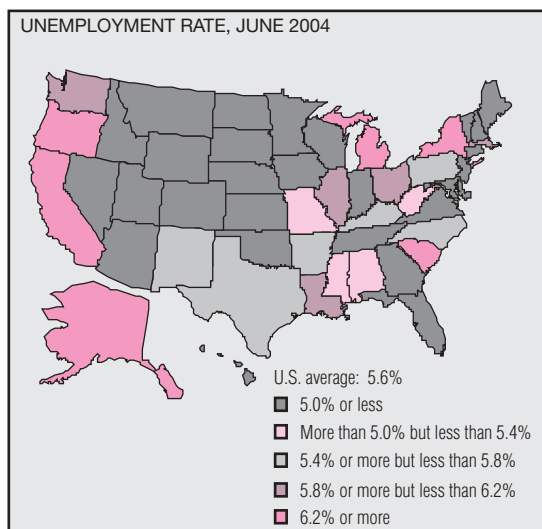 UNEMPLOYMENT RATE, JUNE 2004
U.S. average: 5.6%
5.0% or less
More than 5.0% but less than 5.4%
5.4% or more but less than 5.8%
5.8% or more but less than 6.2%
6.2% or more